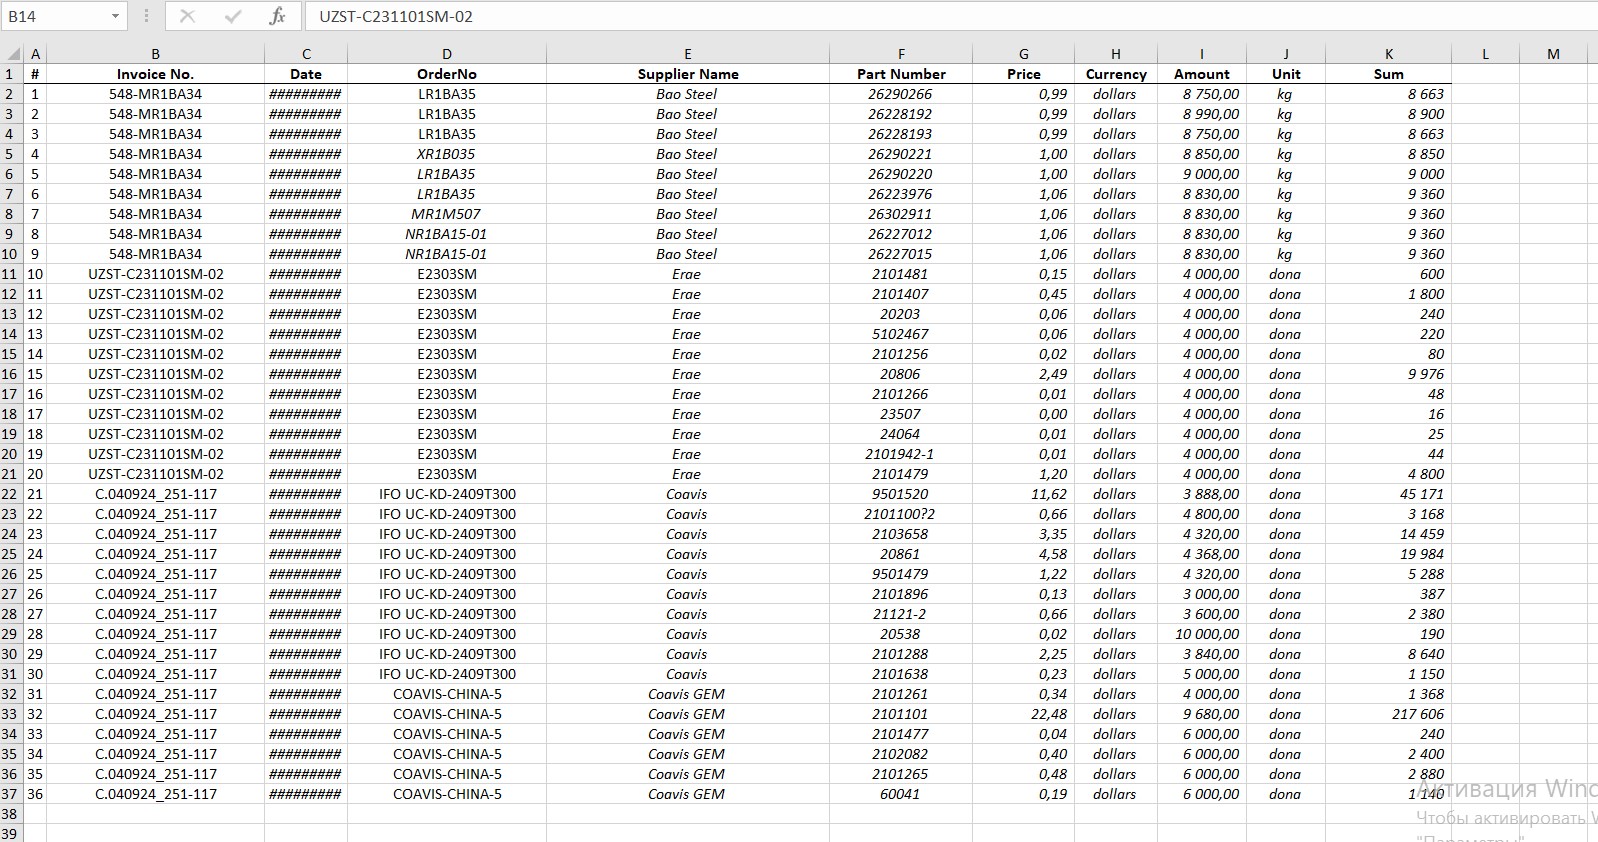 B14 fx UZST-C231101SM-02
A B C D E F G H I J K L M
1 # Invoice No. Date OrderNo Supplier Name Part Number Price Currency Amount Unit Sum
2 1 548-MR1BA34 ######### LR1BA35 Bao Steel 26290266 0,99 dollars 8 750,00 kg 8 663
3 2 548-MR1BA34 ######### LR1BA35 Bao Steel 26228192 0,99 dollars 8 990,00 kg 8 900
4 3 548-MR1BA34 ######### LR1BA35 Bao Steel 26228193 0,99 dollars 8 750,00 kg 8 663
5 4 548-MR1BA34 ######### XR1B035 Bao Steel 26290221 1,00 dollars 8 850,00 kg 8 850
6 5 548-MR1BA34 ######### LR1BA35 Bao Steel 26290220 1,00 dollars 9 000,00 kg 9 000
7 6 548-MR1BA34 ######### LR1BA35 Bao Steel 26223976 1,06 dollars 8 830,00 kg 9 360
8 7 548-MR1BA34 ######### MR1M507 Bao Steel 26302911 1,06 dollars 8 830,00 kg 9 360
9 8 548-MR1BA34 ######### NR1BA15-01 Bao Steel 26227012 1,06 dollars 8 830,00 kg 9 360
10 9 548-MR1BA34 ######### NR1BA15-01 Bao Steel 26227015 1,06 dollars 8 830,00 kg 9 360
11 10 UZST-C231101SM-02 ######### E2303SM Erae 2101481 0,15 dollars 4 000,00 dona 600
12 11 UZST-C231101SM-02 ######### E2303SM Erae 2101407 0,45 dollars 4 000,00 dona 1 800
13 12 UZST-C231101SM-02 ######### E2303SM Erae 20203 0,06 dollars 4 000,00 dona 240
14 13 UZST-C231101SM-02 ######### E2303SM Erae 5102467 0,06 dollars 4 000,00 dona 220
15 14 UZST-C231101SM-02 ######### E2303SM Erae 2101256 0,02 dollars 4 000,00 dona 80
16 15 UZST-C231101SM-02 ######### E2303SM Erae 20806 2,49 dollars 4 000,00 dona 9 976
17 16 UZST-C231101SM-02 ######### E2303SM Erae 2101266 0,01 dollars 4 000,00 dona 48
18 17 UZST-C231101SM-02 ######### E2303SM Erae 23507 0,00 dollars 4 000,00 dona 16
19 18 UZST-C231101SM-02 ######### E2303SM Erae 24064 0,01 dollars 4 000,00 dona 25
20 19 UZST-C231101SM-02 ######### E2303SM Erae 2101942-1 0,01 dollars 4 000,00 dona 44
21 20 UZST-C231101SM-02 ######### E2303SM Erae 2101479 1,20 dollars 4 000,00 dona 4 800
22 21 C.040924_251-117 ######### IFO UC-KD-2409T300 Coavis 9501520 11,62 dollars 3 888,00 dona 45 171
23 22 C.040924_251-117 ######### IFO UC-KD-2409T300 Coavis 2101100?2 0,66 dollars 4 800,00 dona 3 168
24 23 C.040924_251-117 ######### IFO UC-KD-2409T300 Coavis 2103658 3,35 dollars 4 320,00 dona 14 459
25 24 C.040924_251-117 ######### IFO UC-KD-2409T300 Coavis 20861 4,58 dollars 4 368,00 dona 19 984
26 25 C.040924_251-117 ######### IFO UC-KD-2409T300 Coavis 9501479 1,22 dollars 4 320,00 dona 5 288
27 26 C.040924_251-117 ######### IFO UC-KD-2409T300 Coavis 2101896 0,13 dollars 3 000,00 dona 387
28 27 C.040924_251-117 ######### IFO UC-KD-2409T300 Coavis 21121-2 0,66 dollars 3 600,00 dona 2 380
29 28 C.040924_251-117 ######### IFO UC-KD-2409T300 Coavis 20538 0,02 dollars 10 000,00 dona 190
30 29 C.040924_251-117 ######### IFO UC-KD-2409T300 Coavis 2101288 2,25 dollars 3 840,00 dona 8 640
31 30 C.040924_251-117 ######### IFO UC-KD-2409T300 Coavis 2101638 0,23 dollars 5 000,00 dona 1 150
32 31 C.040924_251-117 ######### COAVIS-CHINA-5 Coavis GEM 2101261 0,34 dollars 4 000,00 dona 1 368
33 32 C.040924_251-117 ######### COAVIS-CHINA-5 Coavis GEM 2101101 22,48 dollars 9 680,00 dona 217 606
34 33 C.040924_251-117 ######### COAVIS-CHINA-5 Coavis GEM 2101477 0,04 dollars 6 000,00 dona 240
35 34 C.040924_251-117 ######### COAVIS-CHINA-5 Coavis GEM 2102082 0,40 dollars 6 000,00 dona 2 400
36 35 C.040924_251-117 ######### COAVIS-CHINA-5 Coavis GEM 2101265 0,48 dollars 6 000,00 dona 2 880
37 36 C.040924_251-117 ######### COAVIS-CHINA-5 Coavis GEM 60041 0,19 dollars 6 000,00 dona 1 140
Активация Winc
38
Чтобы активировать W
39
"Параметры"